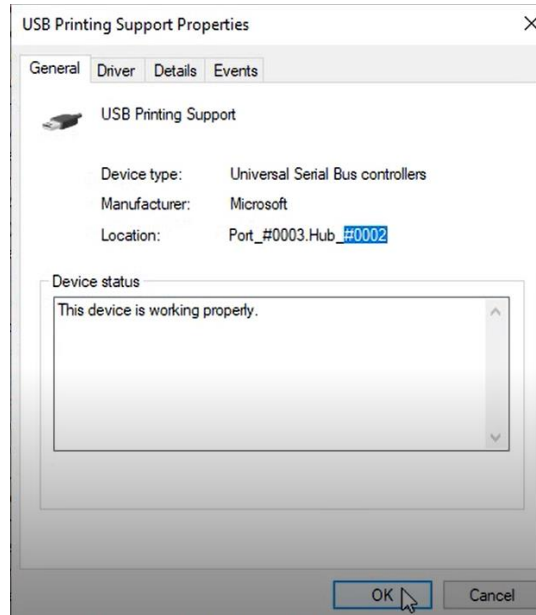 USB Printing Support Properties
General Driver Details Events
USB Printing Support
Device type: Universal Serial Bus controllers
Manufacturer: Microsoft
Location: Port_#0003.Hub_#0002
Device status
This device is working properly.
OK Cancel